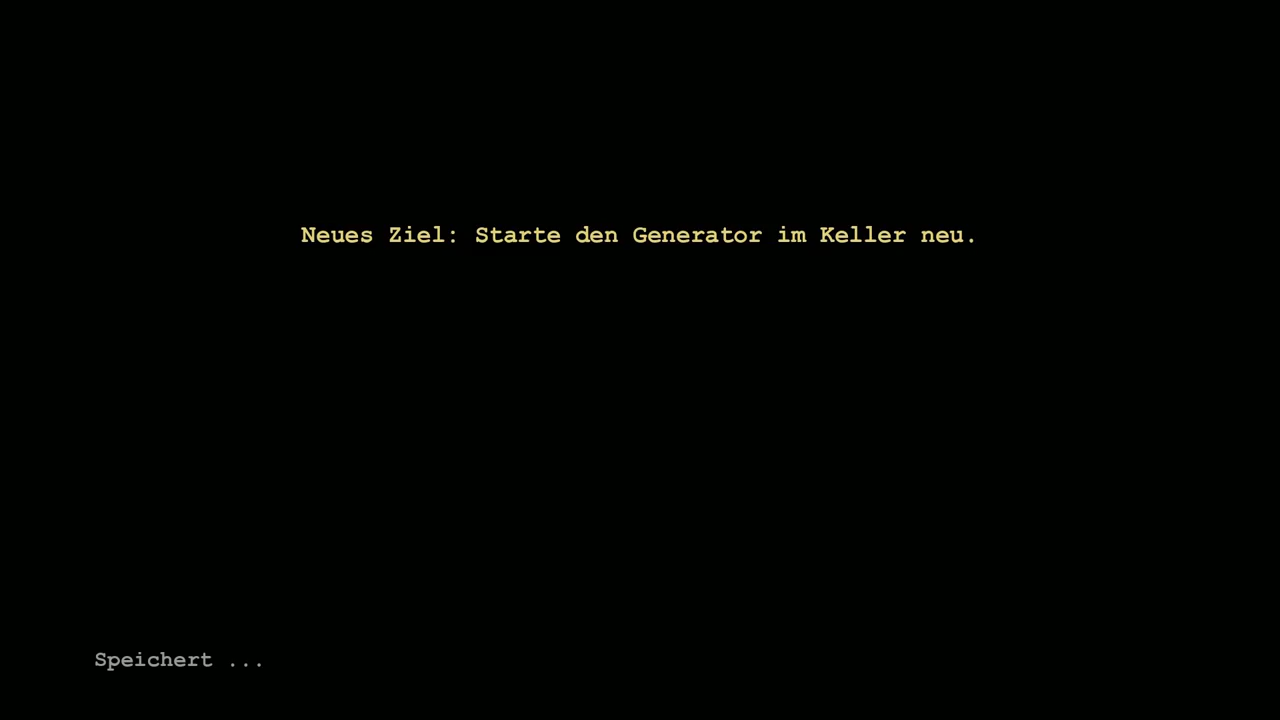 Neues Ziel: Starte den Generator im Keller neu.
Speichert ...